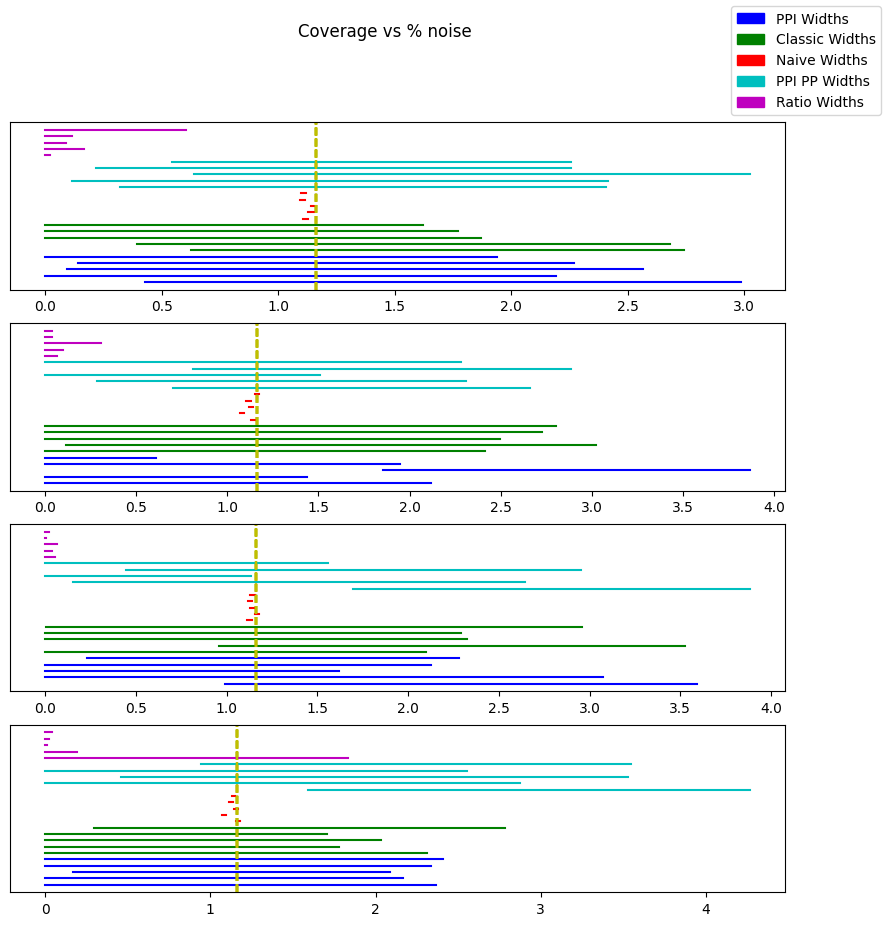 Coverage vs % noise
PPI Widths
Classic Widths
Naive Widths
PPI PP Widths
Ratio Widths
0.0 0.5 1.0 1.5 2.0 2.5 3.0
0.0 0.5 1.0 1.5 2.0 2.5 3.0 3.5 4.0
0.0 0.5 1.0 1.5 2.0 2.5 3.0 3.5 4.0
0 1 2 3 4